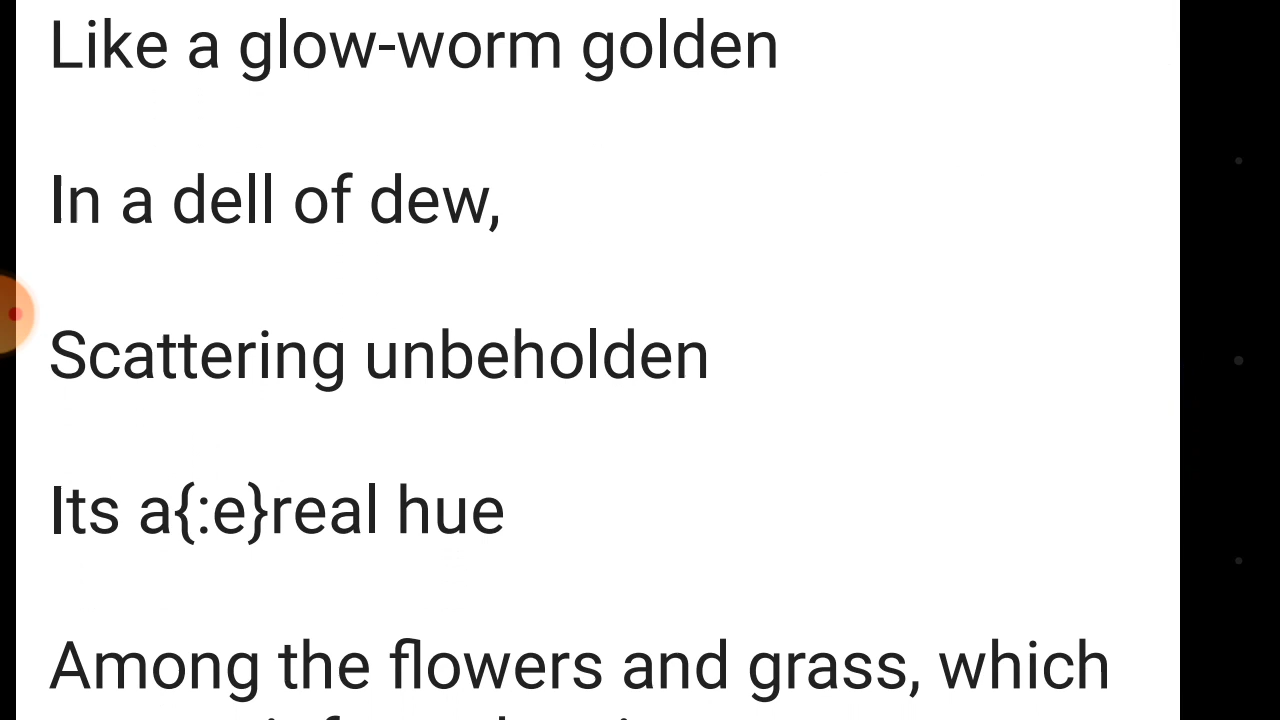 Like a glow-worm golden
In a dell of dew,
Scattering unbeholden
Its a{:e}real hue
Among the flowers and grass, which